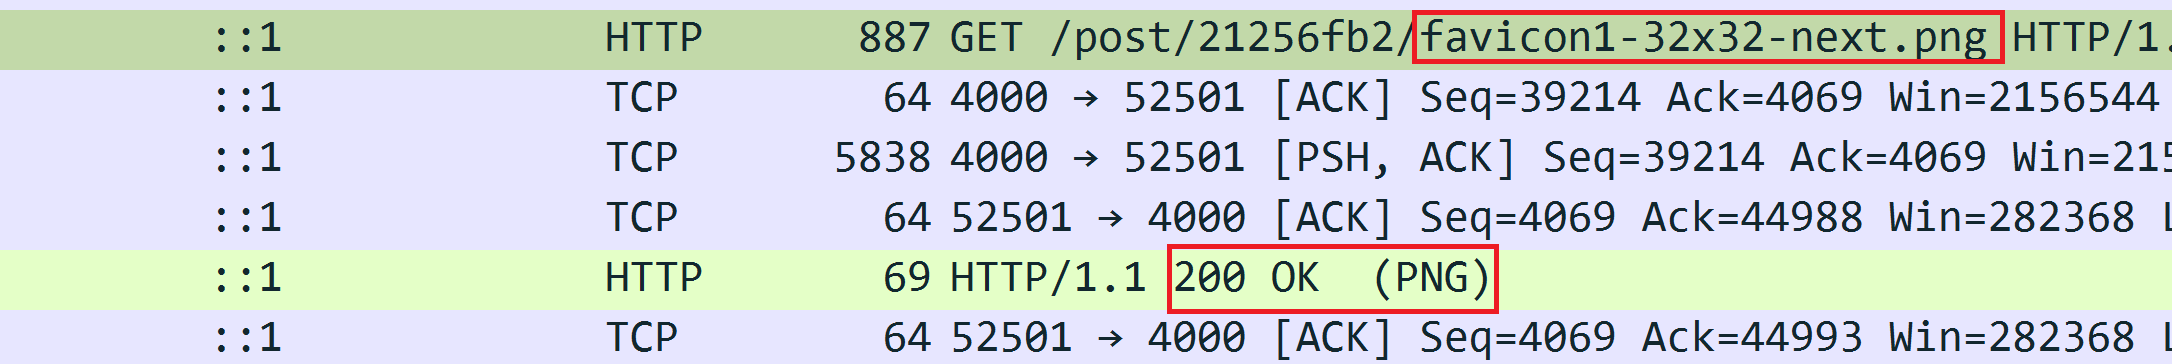 ::1 HTTP 887 GET /post/21256fb2/favicon1-32x32-next.png HTTP/1.
::1 TCP 64 4000 → 52501 [ACK] Seq=39214 Ack=4069 Win=2156544
::1 TCP 5838 4000 → 52501 [PSH, ACK] Seq=39214 Ack=4069 Win=215
::1 TCP 64 52501 → 4000 [ACK] Seq=4069 Ack=44988 Win=282368 L
::1 HTTP 69 HTTP/1.1 200 OK (PNG)
::1 TCP 64 52501 → 4000 [ACK] Seq=4069 Ack=44993 Win=282368 L